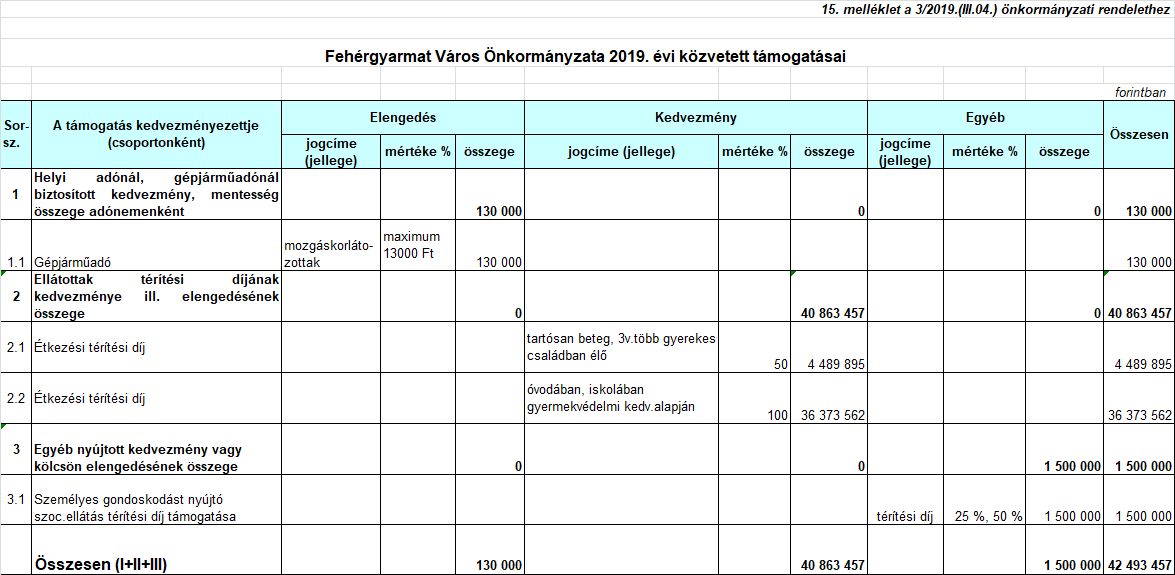 15. melléklet a 3/2019.(III.04.) önkormányzati rendelethez
Fehérgyarmat Város Önkormányzata 2019. évi közvetett támogatásai
forintban
Sor-
sz.
A támogatás kedvezményezettje
(csoportonként)
Elengedés
Kedvezmény
Egyéb
Összesen
jogcíme
(jellege)
mértéke %
összege
jogcíme (jellege)
mértéke %
összege
jogcíme
(jellege)
mértéke %
összege
1
Helyi adónál, gépjárműadónál
biztosított kedvezmény, mentesség
összege adónemenként
130 000
0
0
130 000
1.1
Gépjárműadó
mozgáskorláto-
zottak
maximum
13000 Ft
130 000
130 000
2
Ellátottak térítési díjának
kedvezménye ill. elengedésének
összege
0
40 863 457
0
40 863 457
2.1
Étkezési térítési díj
tartósan beteg, 3v.több gyerekes
családban élő
50
4 489 895
4 489 895
2.2
Étkezési térítési díj
óvodában, iskolában
gyermekvédelmi kedv.alapján
100
36 373 562
36 373 562
3
Egyéb nyújtott kedvezmény vagy
kölcsön elengedésének összege
0
0
1 500 000
1 500 000
3.1
Személyes gondoskodást nyújtó
szoc.ellátás térítési díj támogatása
térítési díj
25 %, 50 %
1 500 000
1 500 000
Összesen (I+II+III)
130 000
40 863 457
1 500 000
42 493 457